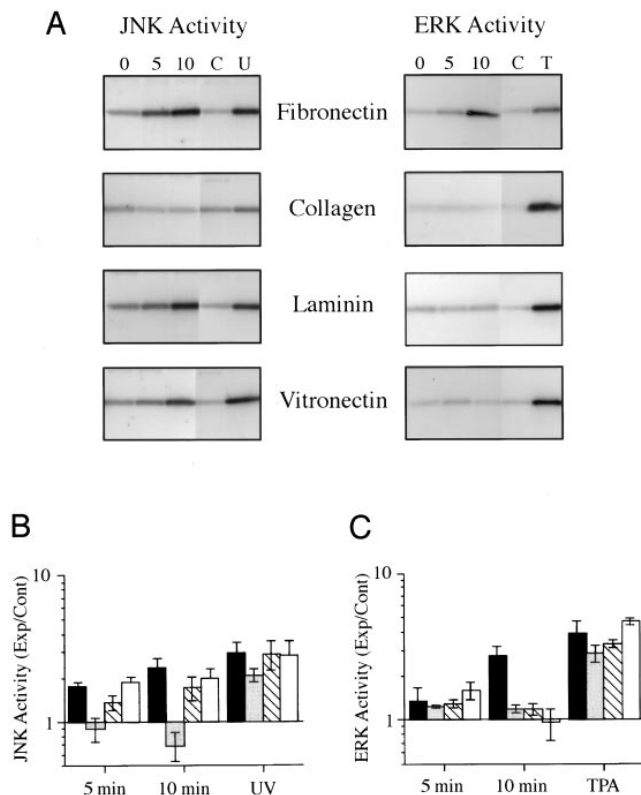 A
JNK Activity
ERK Activity
0 5 10 C U
0 5 10 C T
Fibronectin
Collagen
Laminin
Vitronectin
B
JNK Activity (Exp/Cont)
10
1
5 min 10 min UV
C
ERK Activity (Exp/Cont)
10
1
5 min 10 min TPA